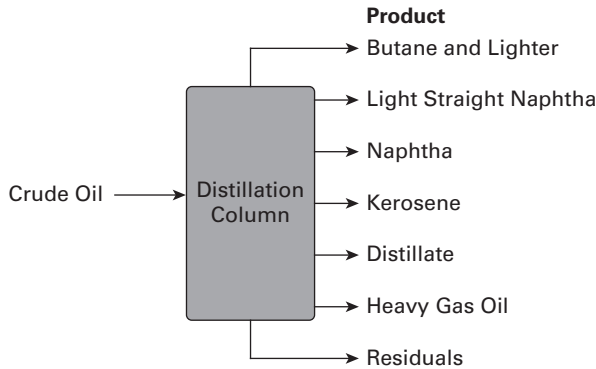 Product
Butane and Lighter
Light Straight Naphtha
Naphtha
Crude Oil
Distillation
Column
Kerosene
Distillate
Heavy Gas Oil
Residuals